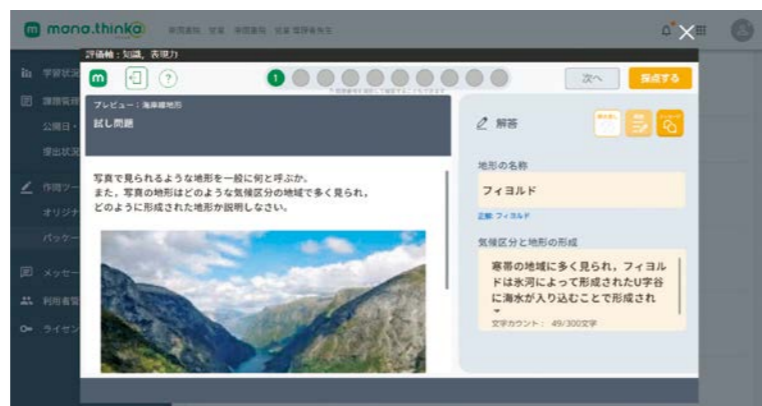 mona.think@
評価軸：知識，表現力
次へ
採点する
1
プレビュー：海岸線地形
試し問題
写真で見られるような地形を一般に何と呼ぶか。
また，写真の地形はどのような気候区分の地域で多く見られ，
どのように形成された地形か説明しなさい。
解答
地形の名称
フィヨルド
正解: フィヨルド
気候区分と地形の形成
寒帯の地域に多く見られ，フィヨル
ドは氷河によって形成されたU字谷
に海水が入り込むことで形成され
文字カウント： 49/300文字
学習状況
課題管理
公開日・
提出状況
作問ツー
オリジナ
パッケー
メッセー
利用者管
ライセン